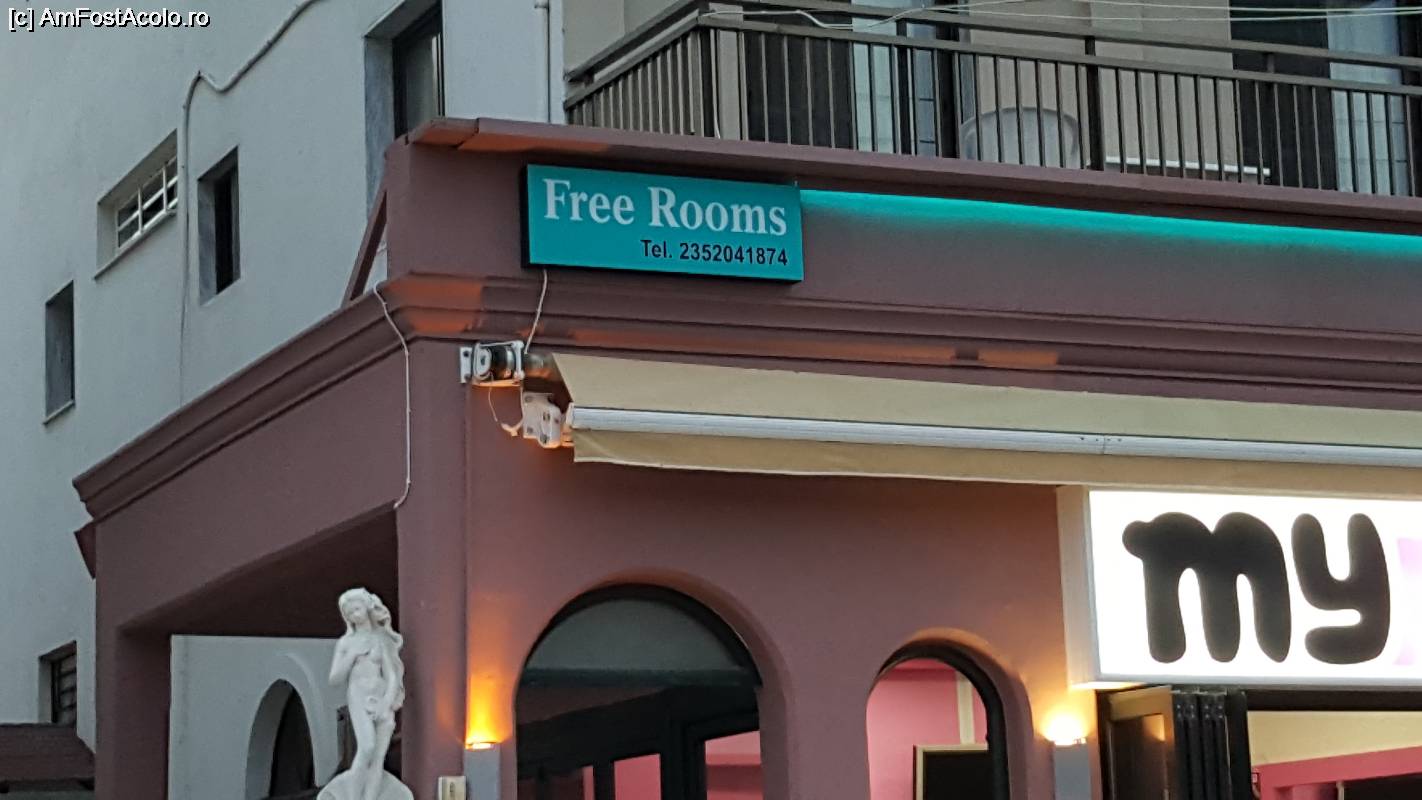 [c] AmFostAcolo.ro
Free Rooms
Tel. 2352041874
my